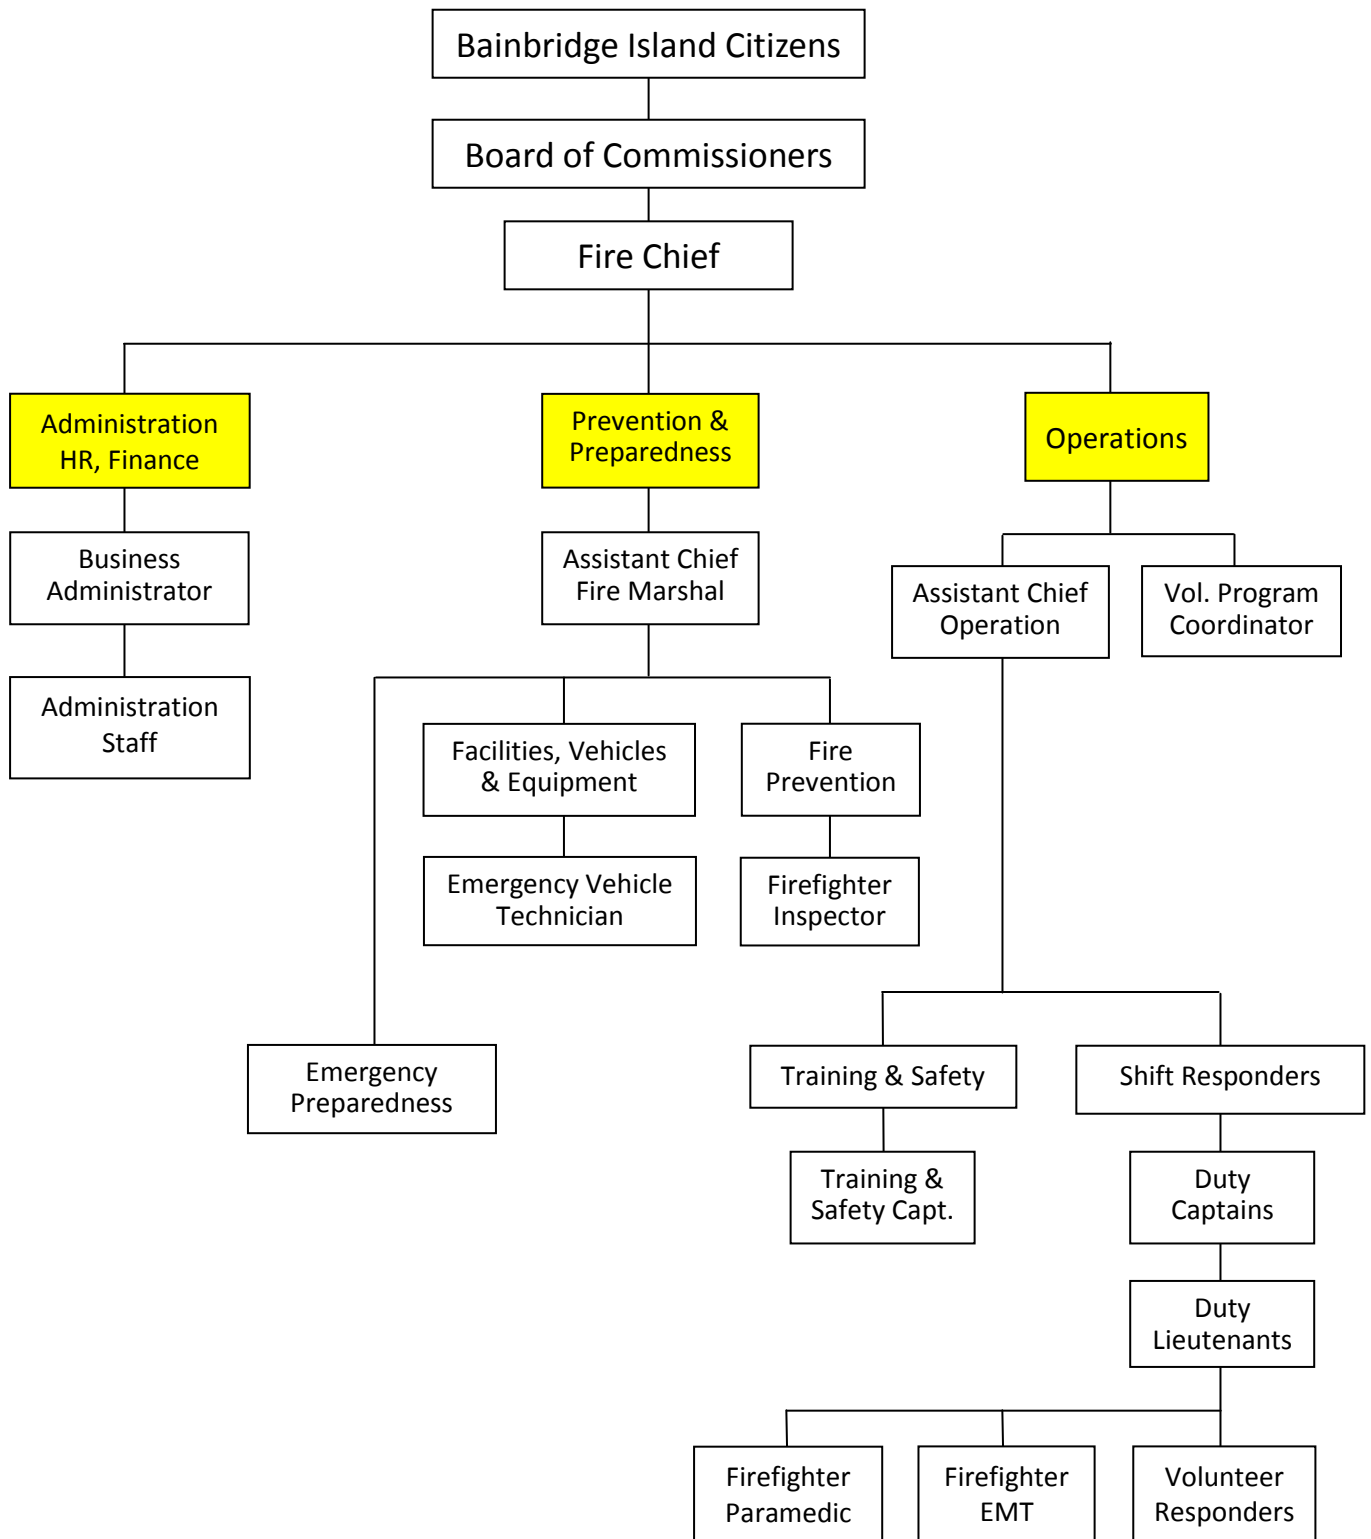 Bainbridge Island Citizens
Board of Commissioners
Fire Chief
Administration
HR, Finance
Prevention &
Preparedness
Operations
Business
Administrator
Assistant Chief
Fire Marshal
Assistant Chief
Operation
Vol. Program
Coordinator
Administration
Staff
Facilities, Vehicles
& Equipment
Fire
Prevention
Emergency Vehicle
Technician
Firefighter
Inspector
Emergency
Preparedness
Training & Safety
Shift Responders
Training &
Safety Capt.
Duty
Captains
Duty
Lieutenants
Firefighter
Paramedic
Firefighter
EMT
Volunteer
Responders